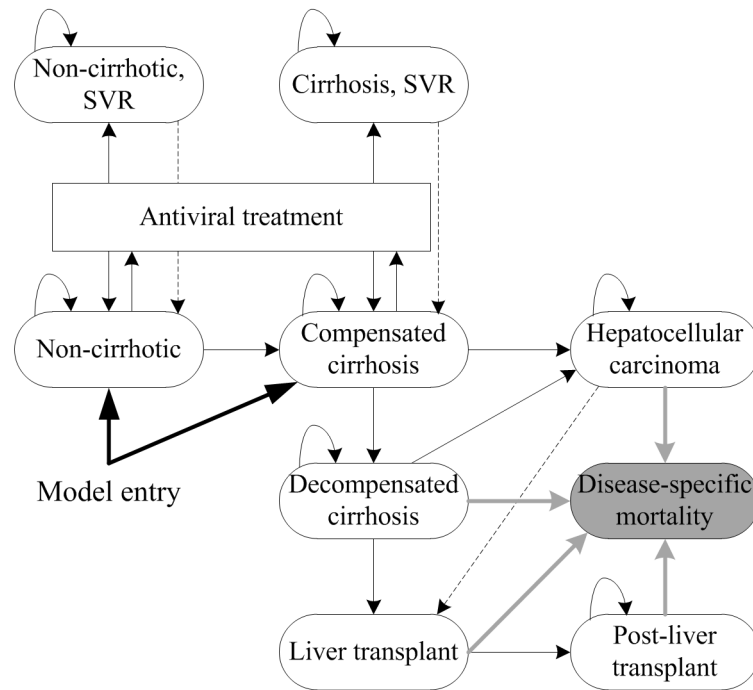 Non-cirrhotic,
SVR
Cirrhosis, SVR
Antiviral treatment
Non-cirrhotic
Compensated
cirrhosis
Hepatocellular
carcinoma
Model entry
Decompensated
cirrhosis
Disease-specific
mortality
Liver transplant
Post-liver
transplant